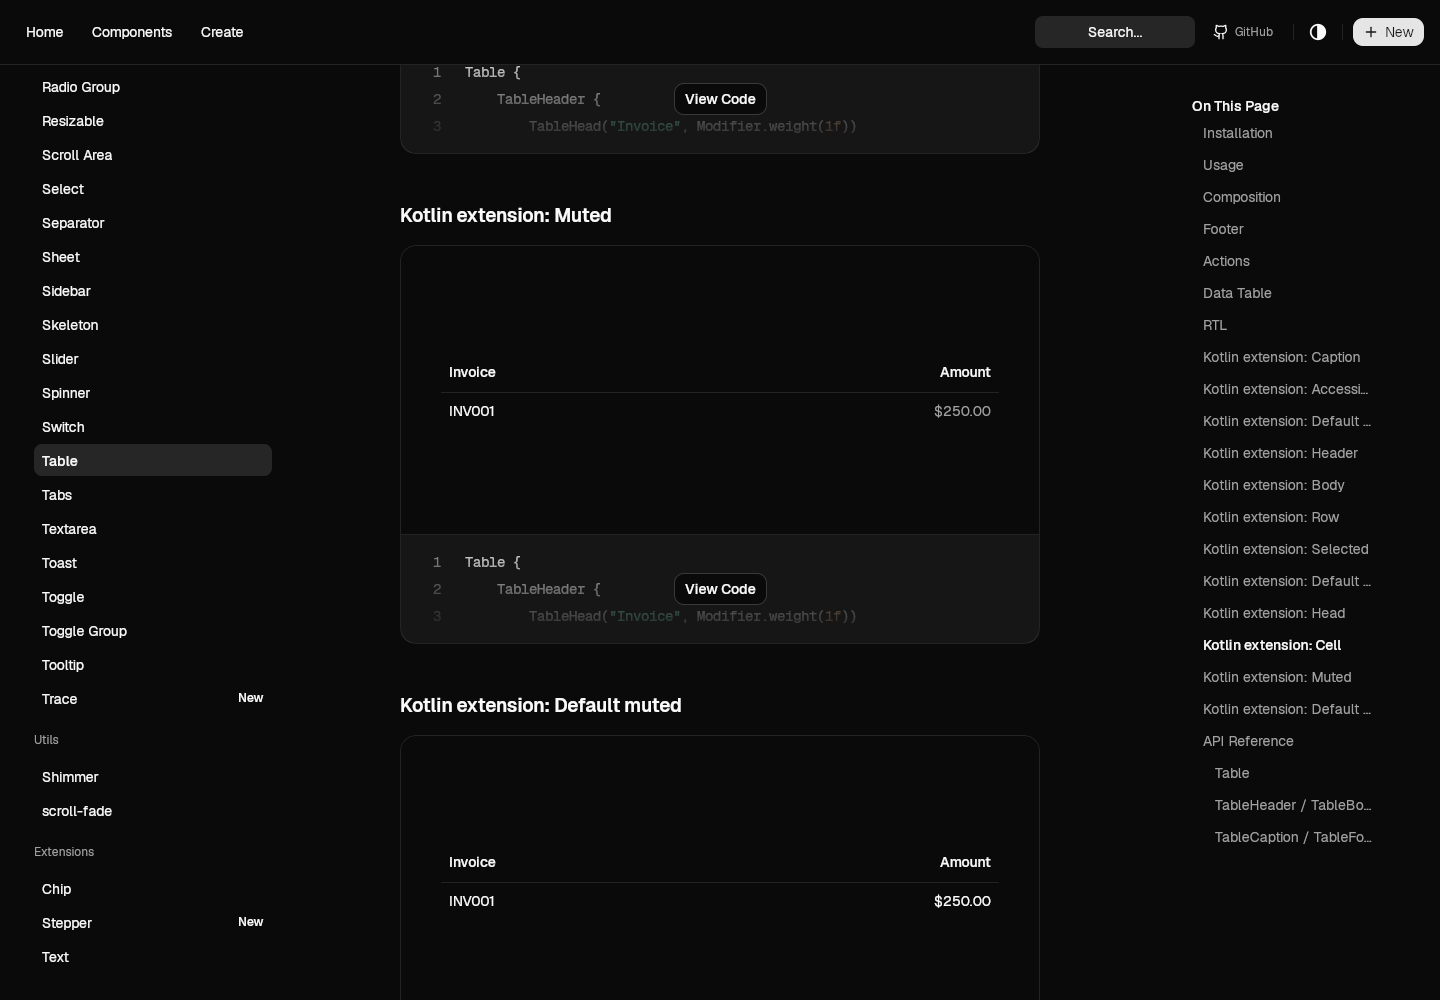 Home
Components
Create
Search...
GitHub
New
Radio Group
Resizable
Scroll Area
Select
Separator
Sheet
Sidebar
Skeleton
Slider
Spinner
Switch
Table
Tabs
Textarea
Toast
Toggle
Toggle Group
Tooltip
Trace New
Utils
Shimmer
scroll-fade
Extensions
Chip
Stepper New
Text
1 Table {
2 TableHeader {
View Code
3 TableHead("Invoice", Modifier.weight(1f))
Kotlin extension: Muted
Invoice Amount
INV001 $250.00
1 Table {
2 TableHeader {
View Code
3 TableHead("Invoice", Modifier.weight(1f))
Kotlin extension: Default muted
Invoice Amount
INV001 $250.00
On This Page
Installation
Usage
Composition
Footer
Actions
Data Table
RTL
Kotlin extension: Caption
Kotlin extension: Accessi...
Kotlin extension: Default ...
Kotlin extension: Header
Kotlin extension: Body
Kotlin extension: Row
Kotlin extension: Selected
Kotlin extension: Default ...
Kotlin extension: Head
Kotlin extension: Cell
Kotlin extension: Muted
Kotlin extension: Default ...
API Reference
Table
TableHeader / TableBo...
TableCaption / TableFo...